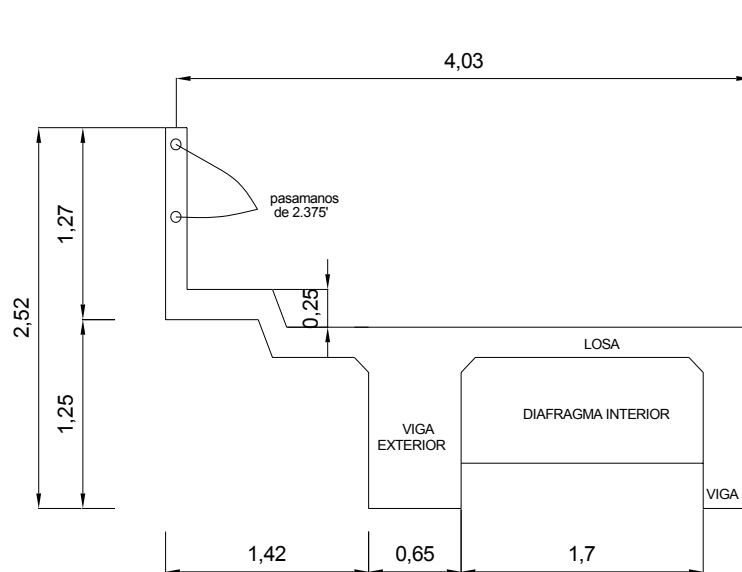 4,03
pasamanos
de 2.375'
1,27
0,25
2,52
LOSA
1,25
DIAFRAGMA INTERIOR
VIGA
EXTERIOR
VIGA
1,42
0,65
1,7